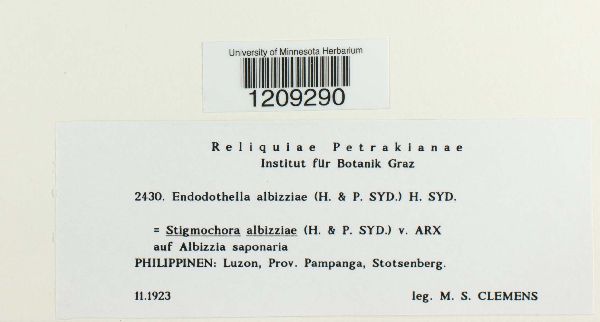 University of Minnesota Herbarium
1209290
Reliquiae Petrakianae
Institut für Botanik Graz
2430. Endodothella albizziae (H. & P. SYD.) H. SYD.
= Stigmochora albizziae (H. & P. SYD.) v. ARX
auf Albizzia saponaria
PHILIPPINEN: Luzon, Prov. Pampanga, Stotsenberg.
11.1923 leg. M. S. CLEMENS